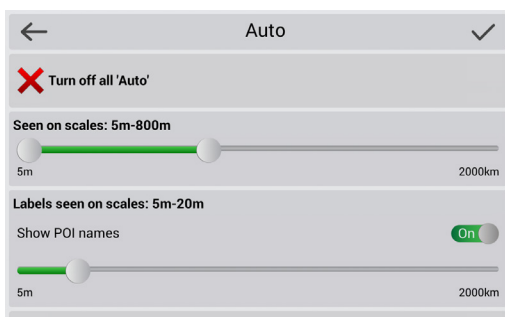 Auto
Turn off all 'Auto'
Seen on scales: 5m-800m
5m 2000km
Labels seen on scales: 5m-20m
Show POI names On
5m 2000km